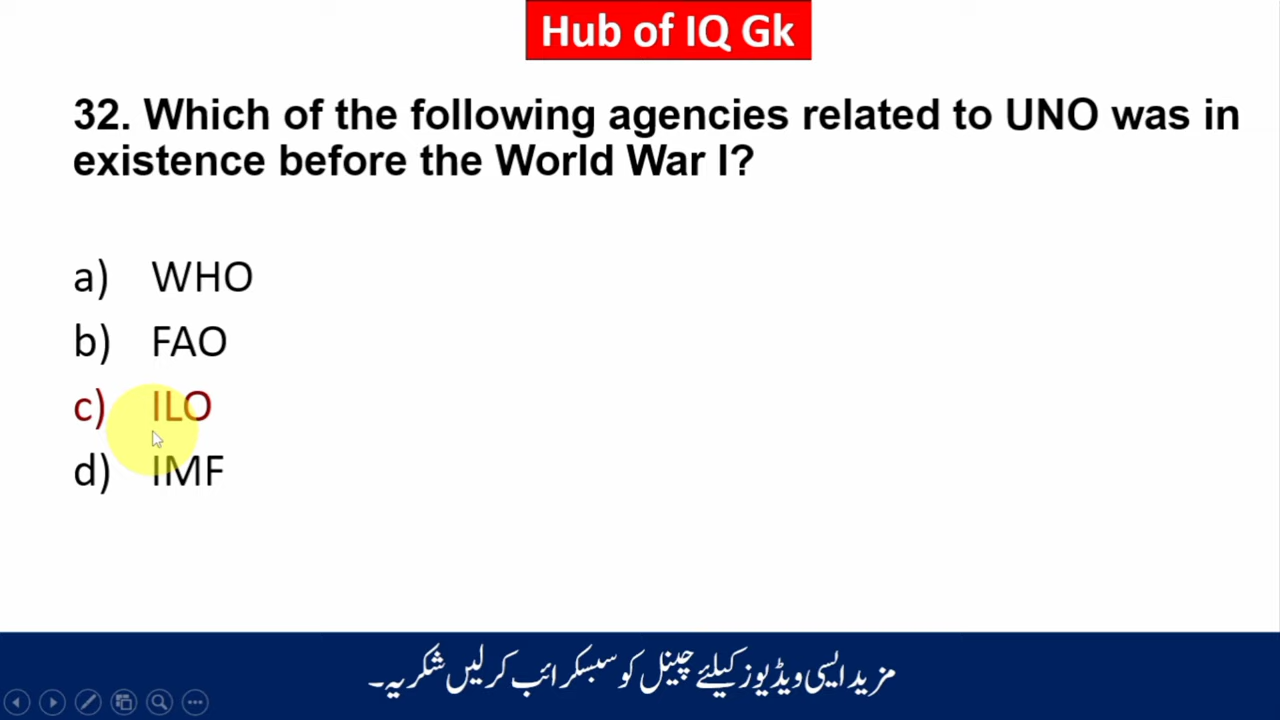 Hub of IQ Gk
32. Which of the following agencies related to UNO was in
existence before the World War I?
a) WHO
b) FAO
c) ILO
d) IMF
مزید ایسی ویڈیوز کیلئے چینل کو سبسکرائب کر لیں شکریہ۔